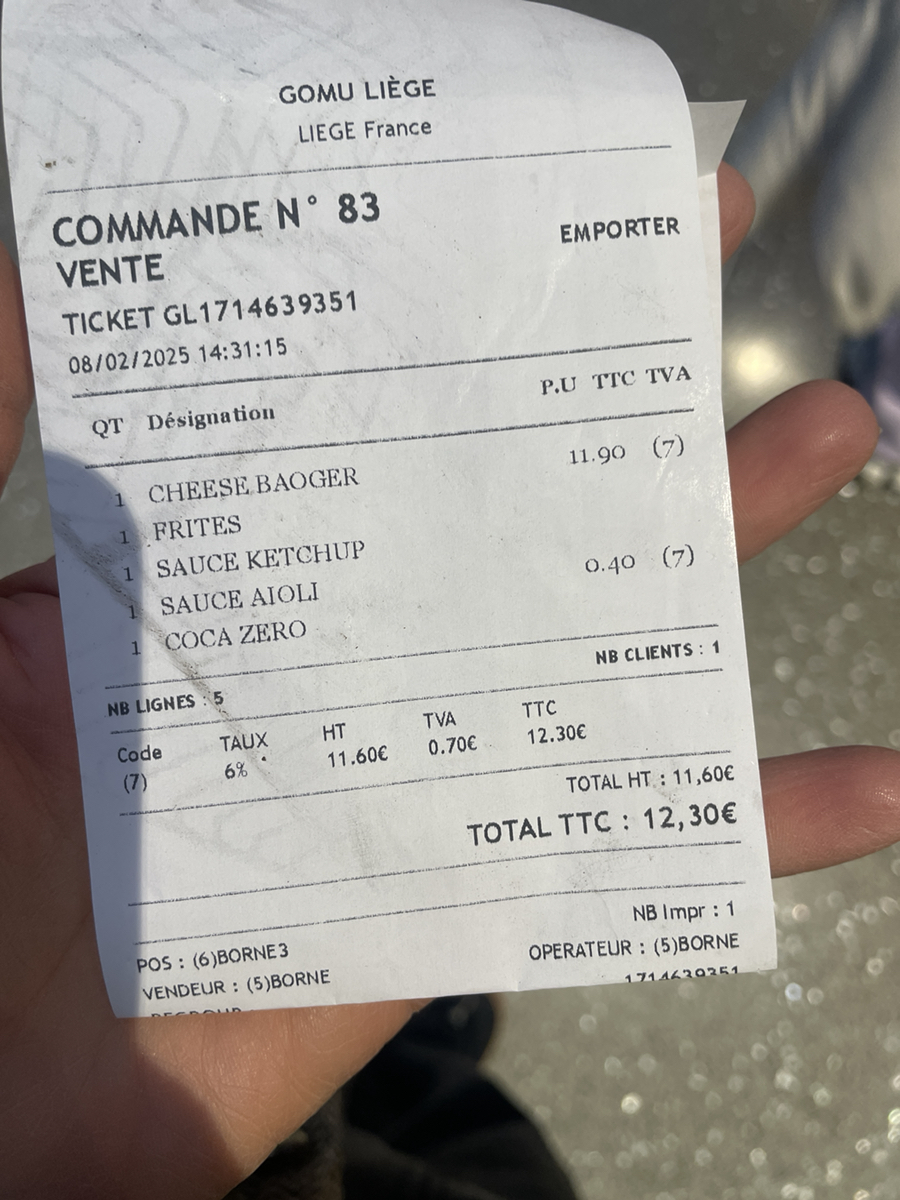 GOMU LIÈGE
LIEGE France
COMMANDE N° 83
VENTE EMPORTER
TICKET GL1714639351
08/02/2025 14:31:15
QT Désignation P.U TTC TVA
1 CHEESE BAOGER 11.90 (7)
1 FRITES
1 SAUCE KETCHUP
1 SAUCE AIOLI 0.40 (7)
1 COCA ZERO
NB LIGNES : 5 NB CLIENTS : 1
Code TAUX HT TVA TTC
(7) 6% 11.60€ 0.70€ 12.30€
TOTAL HT : 11,60€
TOTAL TTC : 12,30€
POS : (6)BORNE3 NB Impr : 1
VENDEUR : (5)BORNE OPERATEUR : (5)BORNE
1714639351